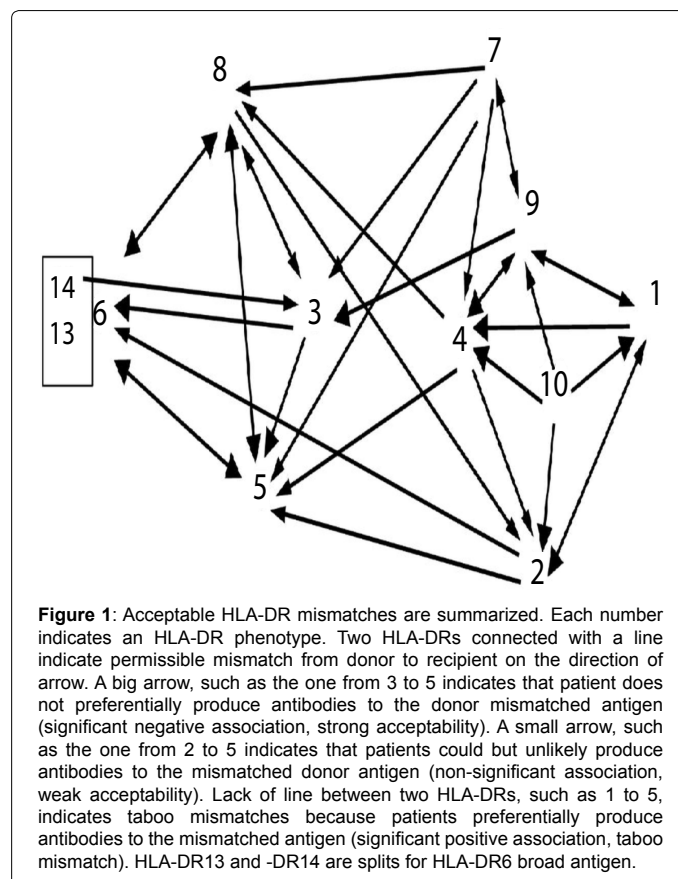 7
8
9
1
14
3
6
13
4
10
5
2
Figure 1: Acceptable HLA-DR mismatches are summarized. Each number
indicates an HLA-DR phenotype. Two HLA-DRs connected with a line
indicate permissible mismatch from donor to recipient on the direction of
arrow. A big arrow, such as the one from 3 to 5 indicates that patient does
not preferentially produce antibodies to the donor mismatched antigen
(significant negative association, strong acceptability). A small arrow, such
as the one from 2 to 5 indicates that patients could but unlikely produce
antibodies to the mismatched donor antigen (non-significant association,
weak acceptability). Lack of line between two HLA-DRs, such as 1 to 5,
indicates taboo mismatches because patients preferentially produce
antibodies to the mismatched antigen (significant positive association, taboo
mismatch). HLA-DR13 and -DR14 are splits for HLA-DR6 broad antigen.